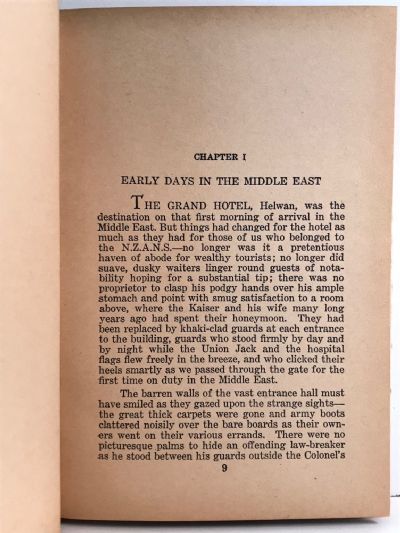 CHAPTER I
EARLY DAYS IN THE MIDDLE EAST
THE GRAND HOTEL, Helwan, was the
destination on that first morning of arrival in the
Middle East. But things had changed for the hotel as
much as they had for those of us who belonged to
the N.Z.A.N.S.—no longer was it a pretentious
haven of abode for wealthy tourists; no longer did
suave, dusky waiters linger round guests of nota-
bility hoping for a substantial tip; there was no
proprietor to clasp his podgy hands over his ample
stomach and point with smug satisfaction to a room
above, where the Kaiser and his wife many long
years ago had spent their honeymoon. They had
been replaced by khaki-clad guards at each entrance
to the building, guards who stood firmly by day and
by night while the Union Jack and the hospital
flags flew freely in the breeze, and who clicked their
heels smartly as we passed through the gate for the
first time on duty in the Middle East.
The barren walls of the vast entrance hall must
have smiled as they gazed upon the strange sights—
the great thick carpets were gone and army boots
clattered noisily over the bare boards as their own-
ers went on their various errands. There were no
picturesque palms to hide an offending law-breaker
as he stood between his guards outside the Colonel's
9